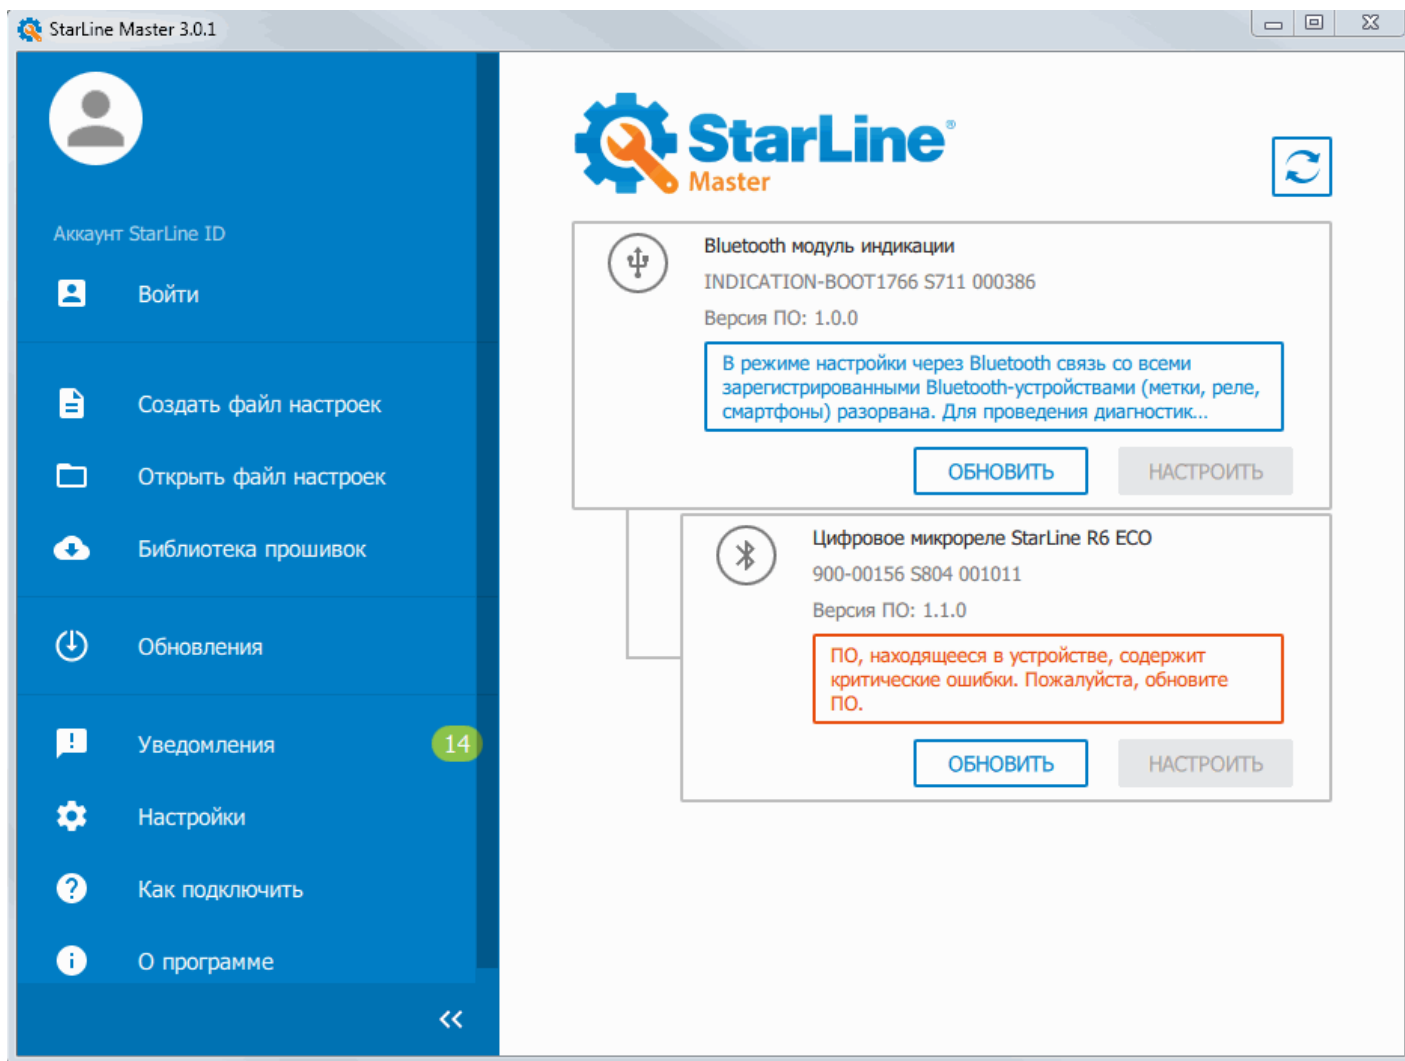 StarLine Master 3.0.1
Аккаунт StarLine ID
Войти
Создать файл настроек
Открыть файл настроек
Библиотека прошивок
Обновления
Уведомления 14
Настройки
Как подключить
О программе
StarLine®
Master
Bluetooth модуль индикации
INDICATION-BOOT1766 S711 000386
Версия ПО: 1.0.0
В режиме настройки через Bluetooth связь со всеми
зарегистрированными Bluetooth-устройствами (метки, реле,
смартфоны) разорвана. Для проведения диагностик...
ОБНОВИТЬ НАСТРОИТЬ
Цифровое микрореле StarLine R6 ECO
900-00156 S804 001011
Версия ПО: 1.1.0
ПО, находящееся в устройстве, содержит
критические ошибки. Пожалуйста, обновите
ПО.
ОБНОВИТЬ НАСТРОИТЬ